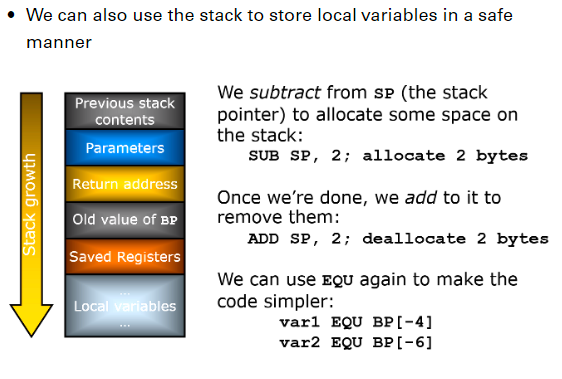 • We can also use the stack to store local variables in a safe
manner
Stack growth
Previous stack
contents
Parameters
Return address
Old value of BP
Saved Registers
...
Local variables
...
We subtract from SP (the stack
pointer) to allocate some space on
the stack:
SUB SP, 2; allocate 2 bytes
Once we're done, we add to it to
remove them:
ADD SP, 2; deallocate 2 bytes
We can use EQU again to make the
code simpler:
var1 EQU BP[-4]
var2 EQU BP[-6]